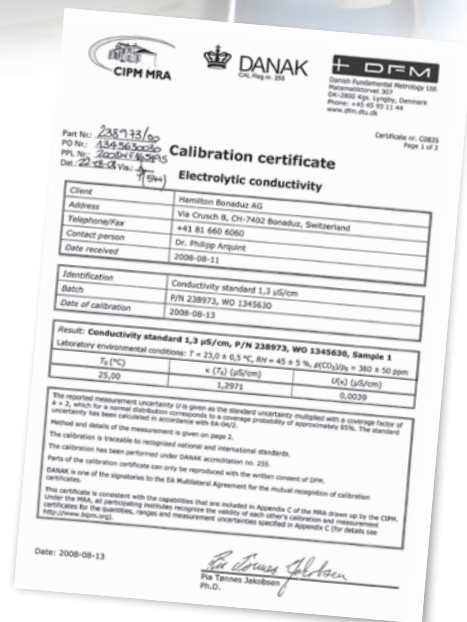 CIPM MRA
DANAK
CAL Reg.nr. 255
DFM
Danish Fundamental Metrology Ltd.
Matematiktorvet 307
DK-2800 Kgs. Lyngby, Denmark
Phone: +45 45 93 11 44
www.dfm.dtu.dk
Certificate nr. C0835
Page 1 of 2
Part Nr.: 238973/00
PO Nr.: 1345630030
PPL Nr.:
Dat.: Vis.:
Calibration certificate
Electrolytic conductivity
Client Hamilton Bonaduz AG
Address Via Crusch 8, CH-7402 Bonaduz, Switzerland
Telephone/Fax +41 81 660 6060
Contact person Dr. Philipp Arquint
Date received 2008-08-11
Identification Conductivity standard 1,3 µS/cm
Batch P/N 238973, WO 1345630
Date of calibration 2008-08-13
Result: Conductivity standard 1,3 µS/cm, P/N 238973, WO 1345630, Sample 1
Laboratory environmental conditions: T = 23,0 ± 0,5 °C, RH = 45 ± 5 %, p(CO₂)/p₀ = 380 ± 50 ppm
(°C) κ (µS/cm) U(κ) (µS/cm)
25,00 1,2971 0,0039
The reported measurement uncertainty U is given as the standard uncertainty multiplied with a coverage factor of
k = 2, which for a normal distribution corresponds to a coverage probability of approximately 95%. The standard
uncertainty has been calculated in accordance with EA-04/2.
Method and details of the measurement is given on page 2.
The calibration is traceable to recognised national and international standards.
The calibration has been performed under DANAK accreditation no. 255.
Parts of the calibration certificate can only be reproduced with the written consent of DFM.
DANAK is one of the signatories to the EA Multilateral Agreement for the mutual recognition of calibration
certificates.
This certificate is consistent with the capabilities that are included in Appendix C of the MRA drawn up by the CIPM.
Under the MRA, all participating institutes recognize the validity of each other's calibration and measurement
certificates for the quantities, ranges and measurement uncertainties specified in Appendix C (for details see
http://www.bipm.org).
Date: 2008-08-13
Pia Tønnes Jakobsen
Pia Tønnes Jakobsen
Ph.D.